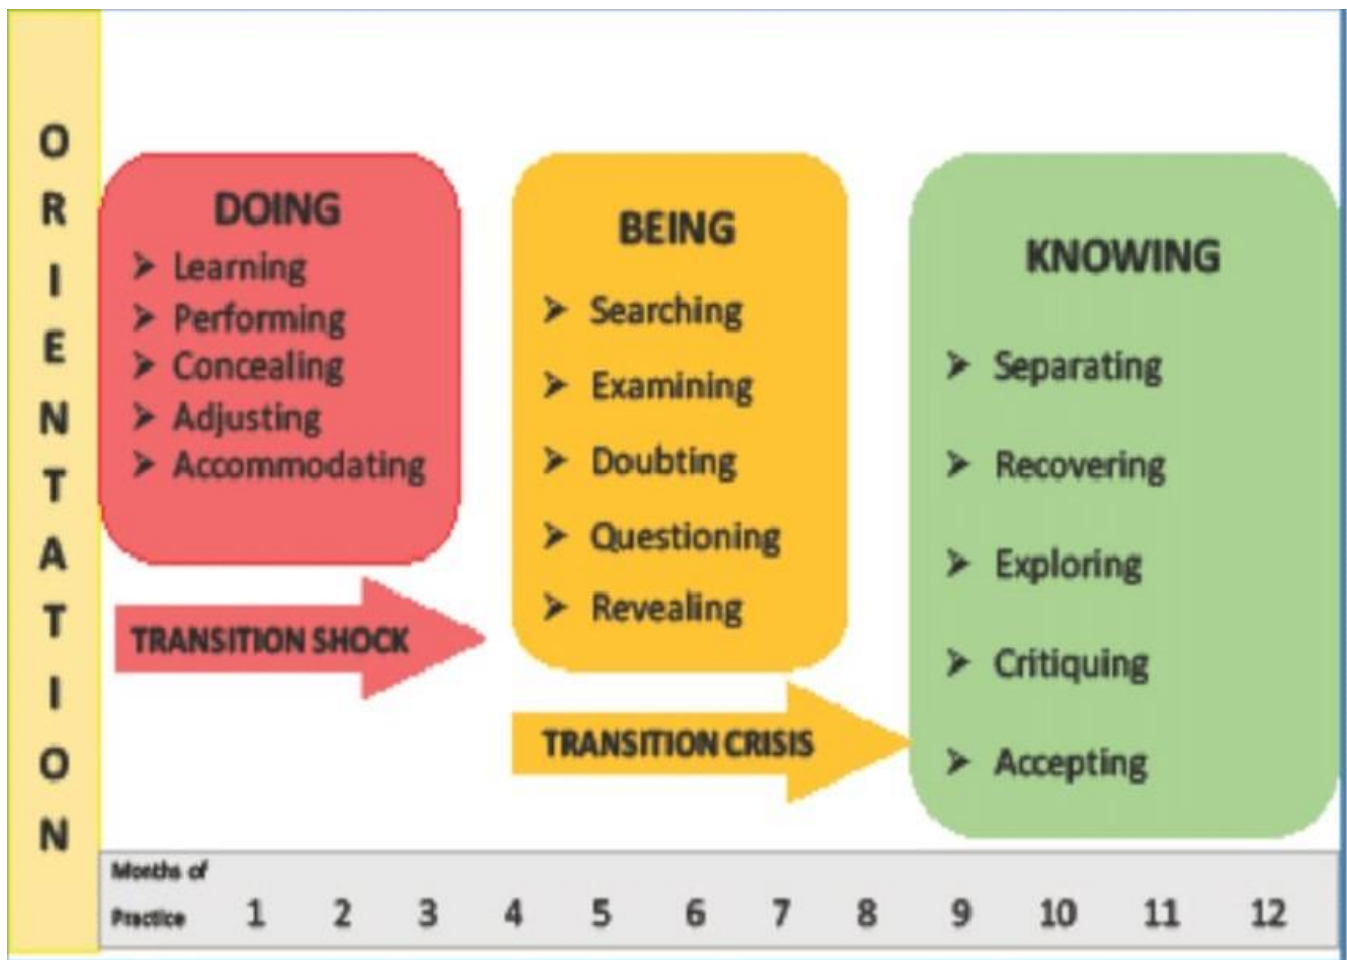 ORIENTATION
DOING
➢ Learning
➢ Performing
➢ Concealing
➢ Adjusting
➢ Accommodating
TRANSITION SHOCK
BEING
➢ Searching
➢ Examining
➢ Doubting
➢ Questioning
➢ Revealing
TRANSITION CRISIS
KNOWING
➢ Separating
➢ Recovering
➢ Exploring
➢ Critiquing
➢ Accepting
Months of
Practice 1 2 3 4 5 6 7 8 9 10 11 12